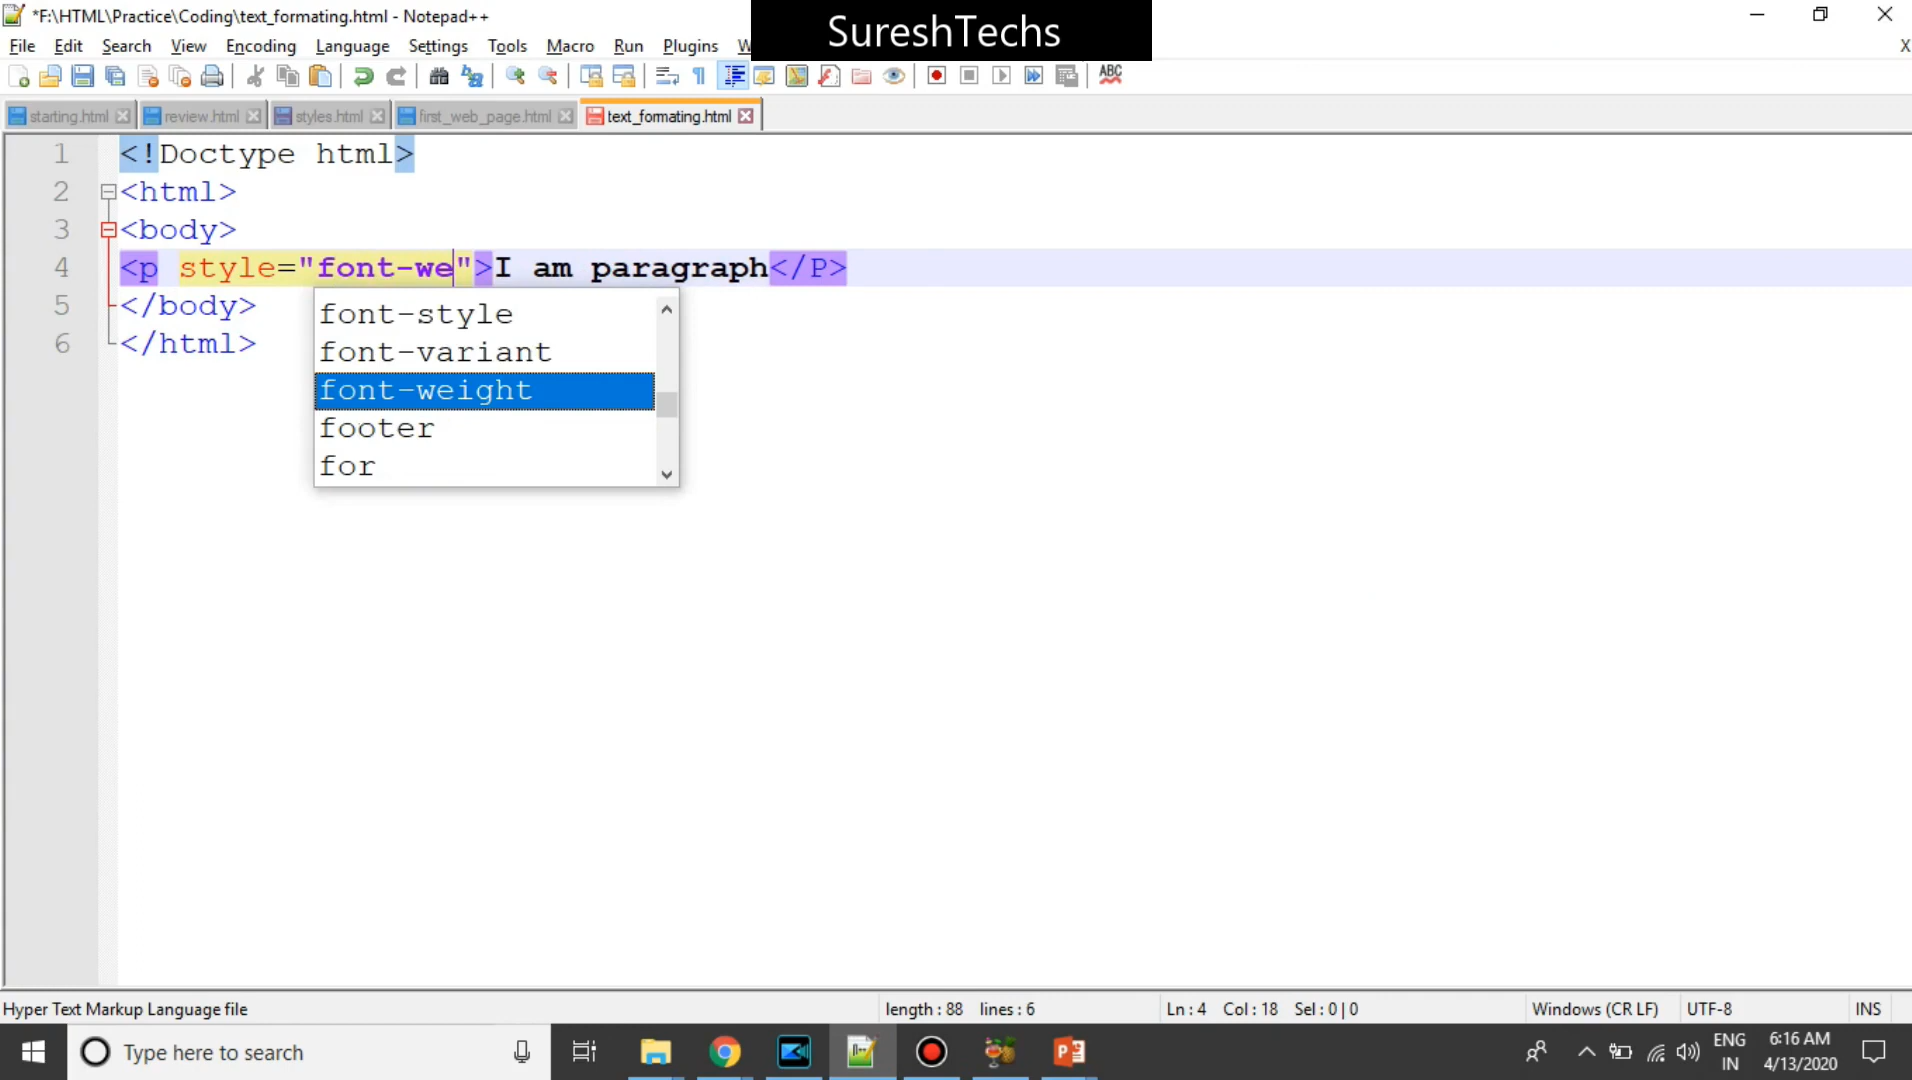 *F:\HTML\Practice\Coding\text_formating.html - Notepad++
SureshTechs
File Edit Search View Encoding Language Settings Tools Macro Run Plugins W X
ABC
starting.html review.html styles.html first_web_page.html text_formating.html
1 <!Doctype html>
2 <html>
3 <body>
4 <p style="font-we">I am paragraph</P>
5 </body>
6 </html>
font-style
font-variant
font-weight
footer
for
Hyper Text Markup Language file length : 88 lines : 6 Ln : 4 Col : 18 Sel : 0 | 0 Windows (CR LF) UTF-8 INS
Type here to search
ENG
IN
6:16 AM
4/13/2020